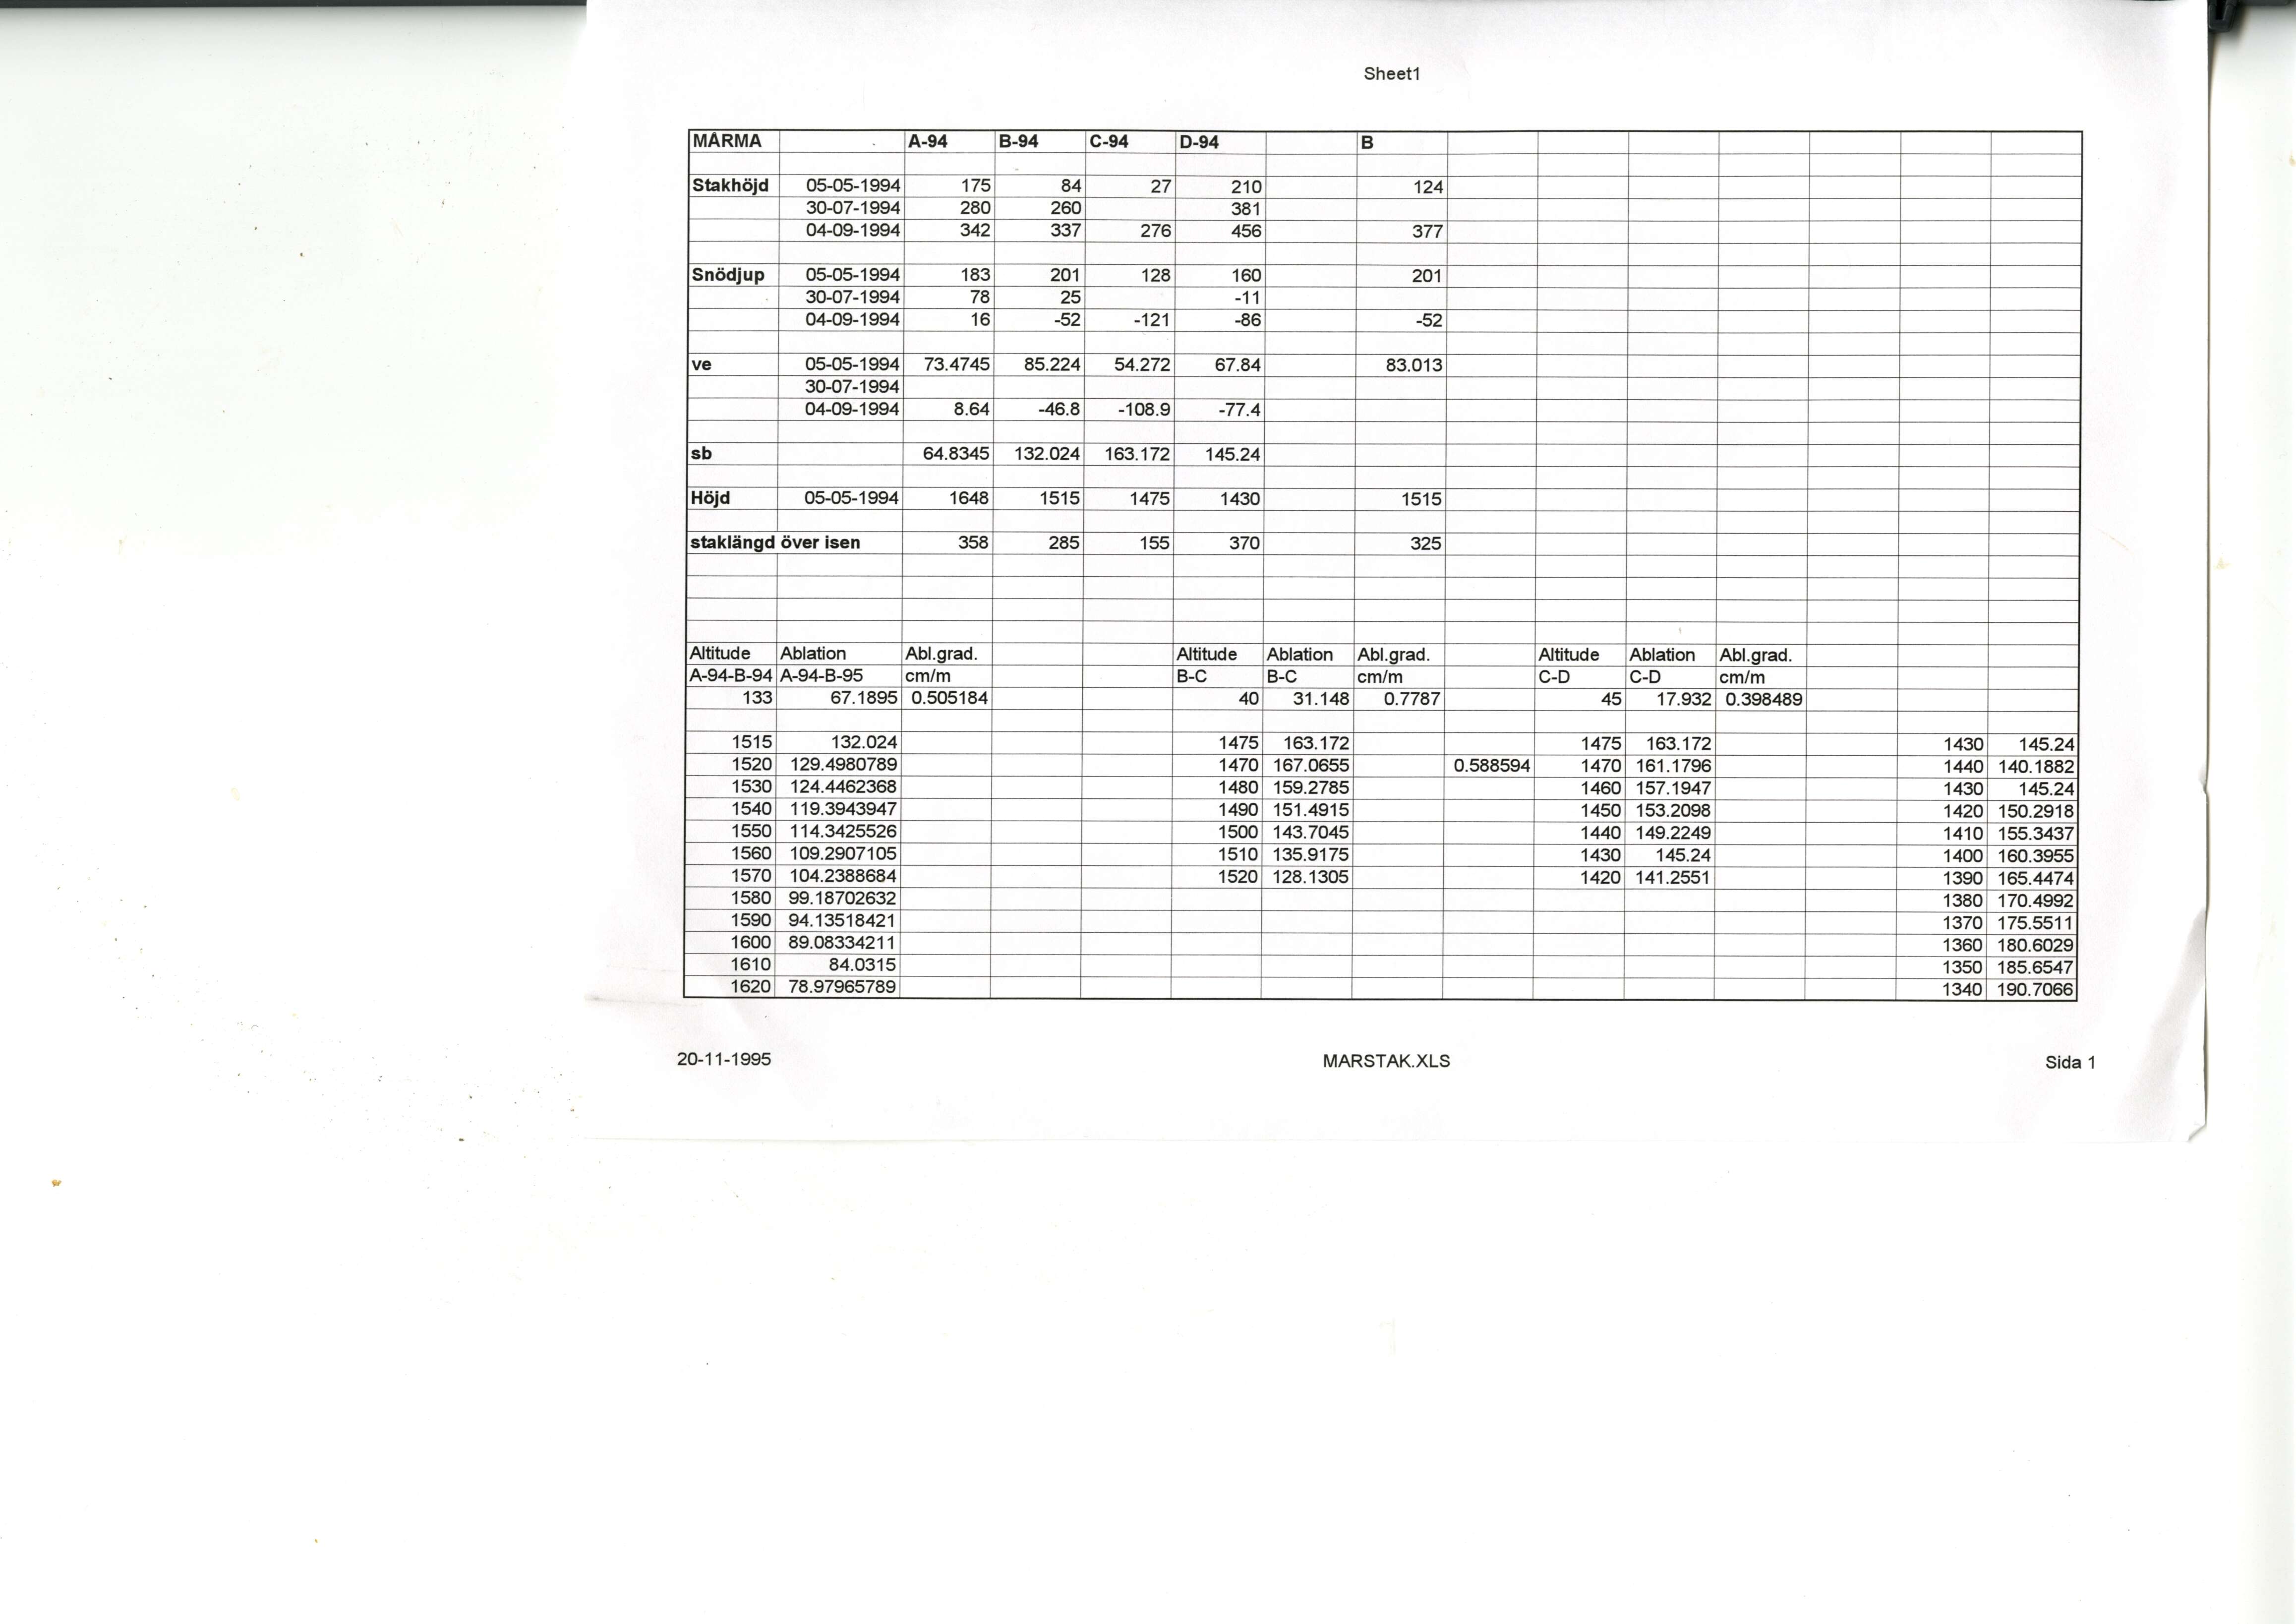 Sheet1
MÅRMA A-94 B-94 C-94 D-94 B
Stakhöjd 05-05-1994 175 84 27 210 124
30-07-1994 280 260 381
04-09-1994 342 337 276 456 377
Snödjup 05-05-1994 183 201 128 160 201
30-07-1994 78 25 -11
04-09-1994 16 -52 -121 -86 -52
ve 05-05-1994 73.4745 85.224 54.272 67.84 83.013
30-07-1994
04-09-1994 8.64 -46.8 -108.9 -77.4
sb 64.8345 132.024 163.172 145.24
Höjd 05-05-1994 1648 1515 1475 1430 1515
staklängd över isen 358 285 155 370 325
Altitude Ablation Abl.grad. Altitude Ablation Abl.grad. Altitude Ablation Abl.grad.
A-94-B-94 A-94-B-95 cm/m B-C B-C cm/m C-D C-D cm/m
133 67.1895 0.505184 40 31.148 0.7787 45 17.932 0.398489
1515 132.024 1475 163.172 1475 163.172 1430 145.24
1520 129.4980789 1470 167.0655 0.588594 1470 161.1796 1440 140.1882
1530 124.4462368 1480 159.2785 1460 157.1947 1430 145.24
1540 119.3943947 1490 151.4915 1450 153.2098 1420 150.2918
1550 114.3425526 1500 143.7045 1440 149.2249 1410 155.3437
1560 109.2907105 1510 135.9175 1430 145.24 1400 160.3955
1570 104.2388684 1520 128.1305 1420 141.2551 1390 165.4474
1580 99.18702632 1380 170.4992
1590 94.13518421 1370 175.5511
1600 89.08334211 1360 180.6029
1610 84.0315 1350 185.6547
1620 78.97965789 1340 190.7066
20-11-1995 MARSTAK.XLS Sida 1